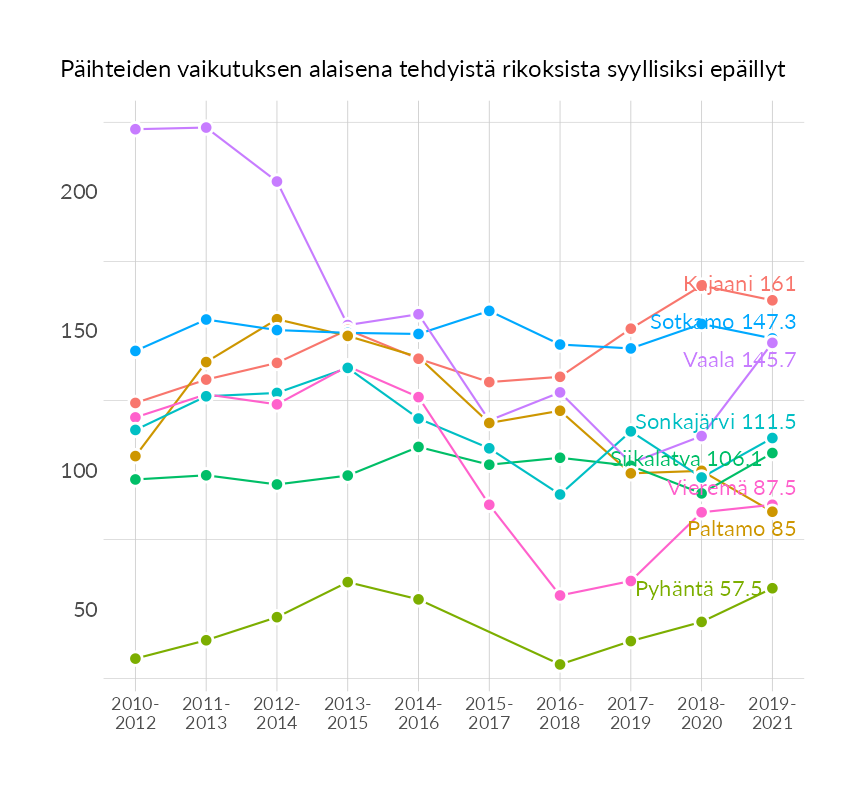 Päihteiden vaikutuksen alaisena tehdyistä rikoksista syyllisiksi epäillyt
200
150
100
50
Kajaani 161
Sotkamo 147.3
Vaala 145.7
Sonkajärvi 111.5
Siikalatva 106.1
Vieremä 87.5
Paltamo 85
Pyhäntä 57.5
2010- 2011- 2012- 2013- 2014- 2015- 2016- 2017- 2018- 2019-
2012 2013 2014 2015 2016 2017 2018 2019 2020 2021